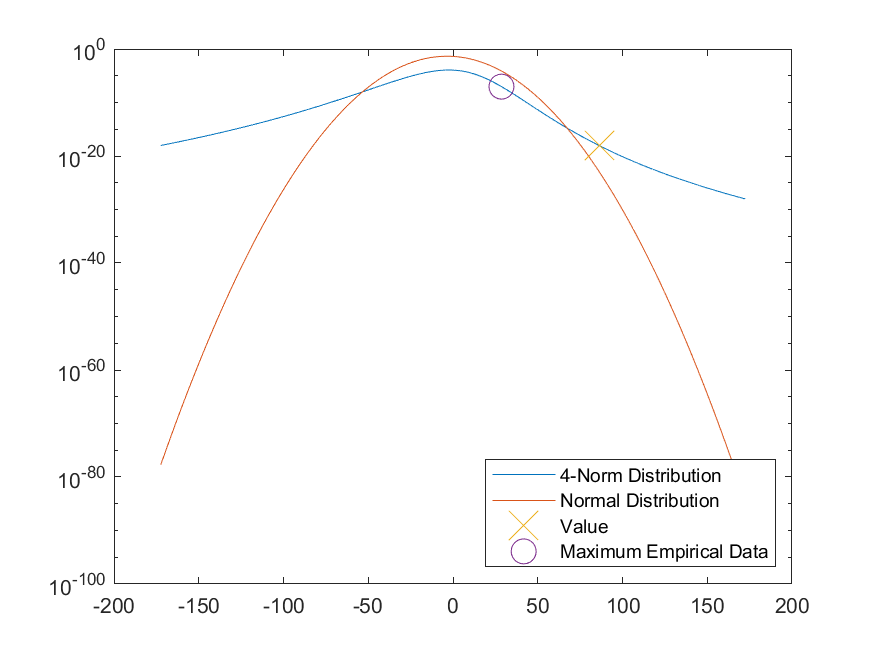 10^0
10^-20
10^-40
10^-60
10^-80
10^-100
-200 -150 -100 -50 0 50 100 150 200
4-Norm Distribution
Normal Distribution
Value
Maximum Empirical Data